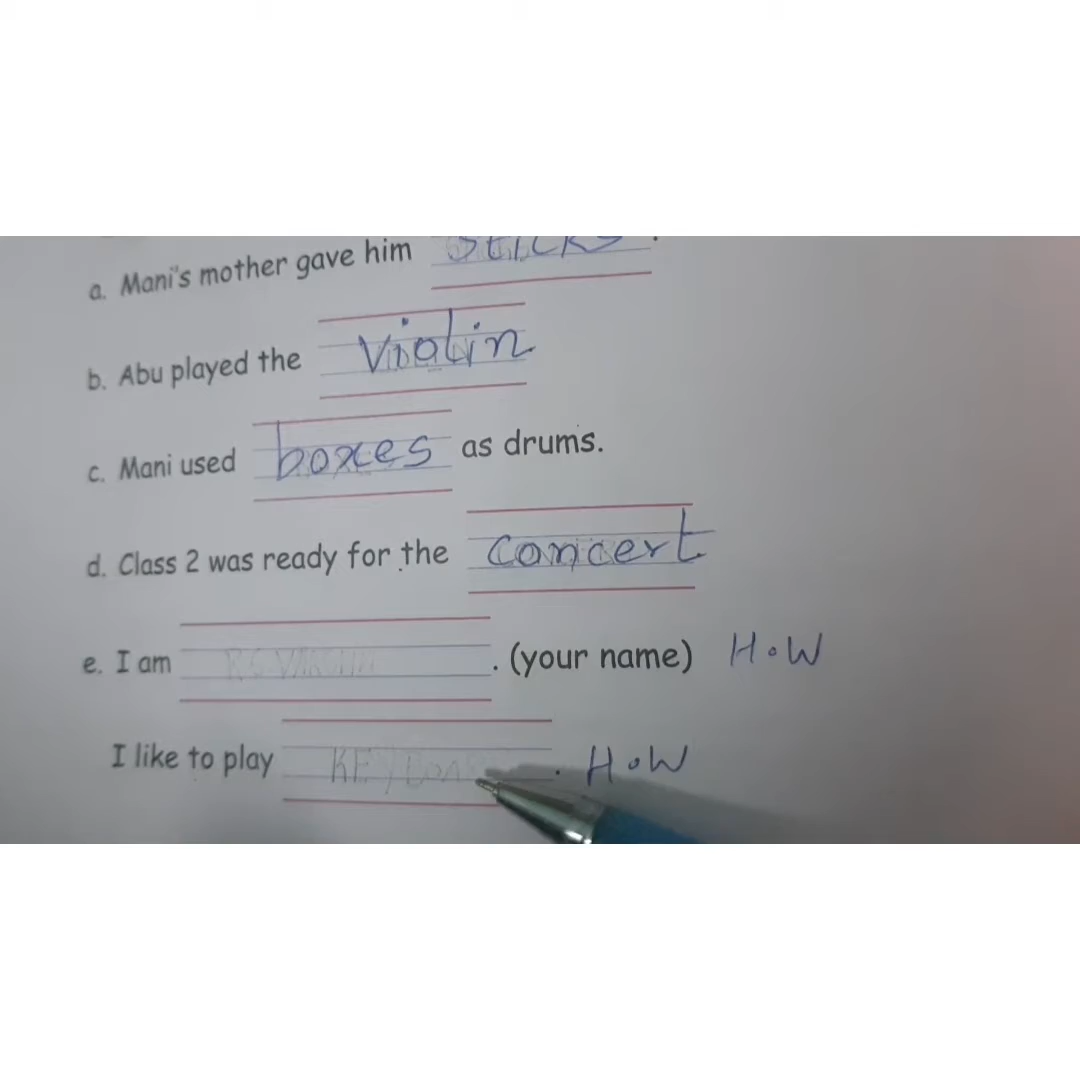 a. Mani's mother gave him sticks.
b. Abu played the violin
c. Mani used boxes as drums.
d. Class 2 was ready for the concert
e. I am . (your name) H.W
I like to play . H.W